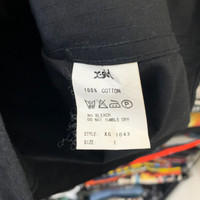 100% COTTON
NO BLEACH
DO NOT TUMBLE DRY
STYLE: XG 1043
SIZE: 1